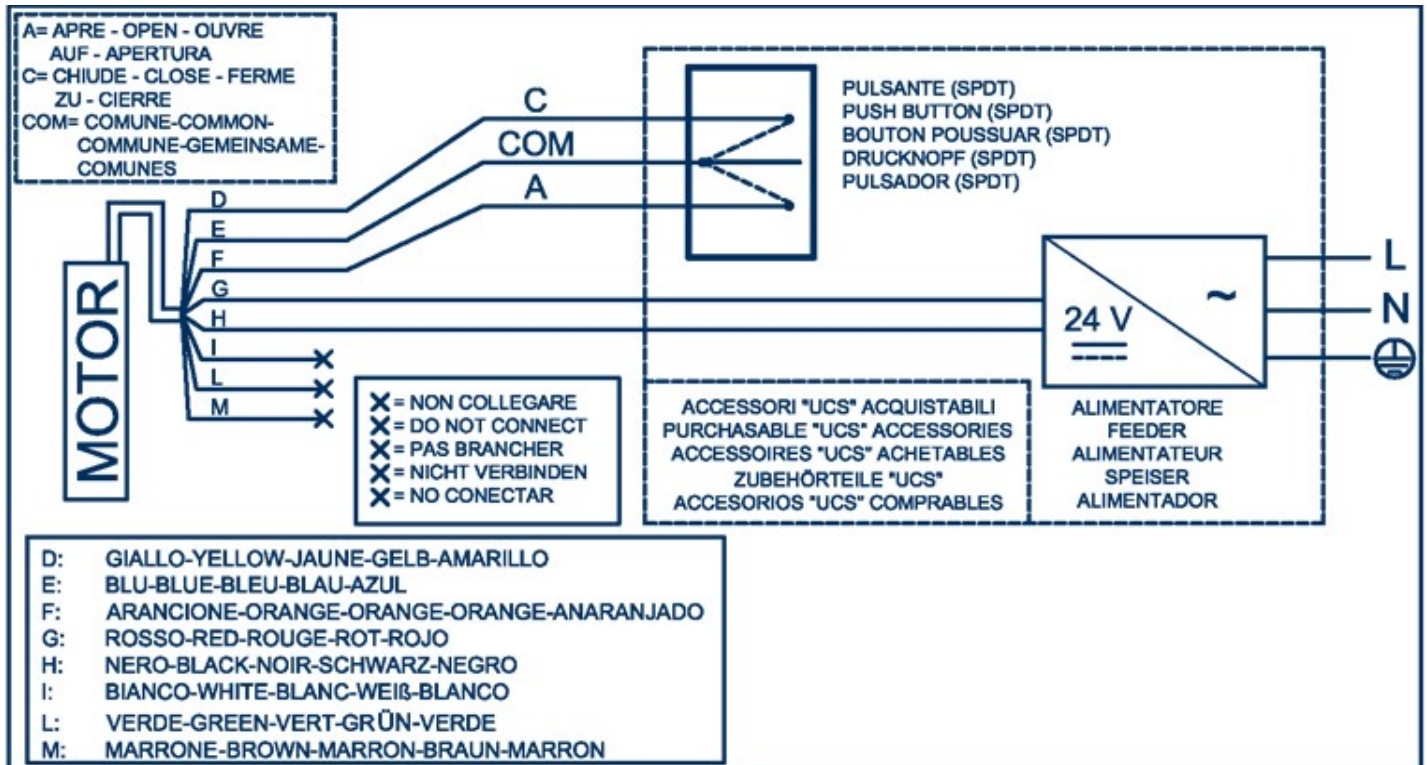 A= APRE - OPEN - OUVRE
AUF - APERTURA
C= CHIUDE - CLOSE - FERME
ZU - CIERRE
COM= COMUNE-COMMON-
COMMUNE-GEMEINSAME-
COMUNES
C
COM
A
PULSANTE (SPDT)
PUSH BUTTON (SPDT)
BOUTON POUSSUAR (SPDT)
DRUCKNOPF (SPDT)
PULSADOR (SPDT)
D
E
F
G
H
I
L
M
MOTOR
24 V
~
L
N
X= NON COLLEGARE
X= DO NOT CONNECT
X= PAS BRANCHER
X= NICHT VERBINDEN
X= NO CONECTAR
ACCESSORI "UCS" ACQUISTABILI
PURCHASABLE "UCS" ACCESSORIES
ACCESSOIRES "UCS" ACHETABLES
ZUBEHÖRTEILE "UCS"
ACCESORIOS "UCS" COMPRABLES
ALIMENTATORE
FEEDER
ALIMENTATEUR
SPEISER
ALIMENTADOR
D: GIALLO-YELLOW-JAUNE-GELB-AMARILLO
E: BLU-BLUE-BLEU-BLAU-AZUL
F: ARANCIONE-ORANGE-ORANGE-ORANGE-ANARANJADO
G: ROSSO-RED-ROUGE-ROT-ROJO
H: NERO-BLACK-NOIR-SCHWARZ-NEGRO
I: BIANCO-WHITE-BLANC-WEIß-BLANCO
L: VERDE-GREEN-VERT-GRÜN-VERDE
M: MARRONE-BROWN-MARRON-BRAUN-MARRON